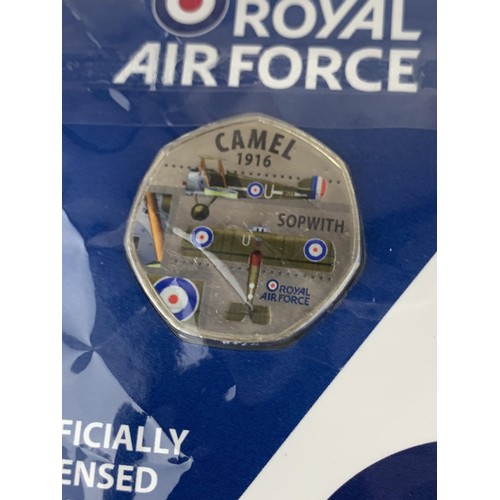 ROYAL
AIR FORCE
CAMEL
1916
U
SOPWITH
U
ROYAL
AIR FORCE
FICIALLY
ENSED